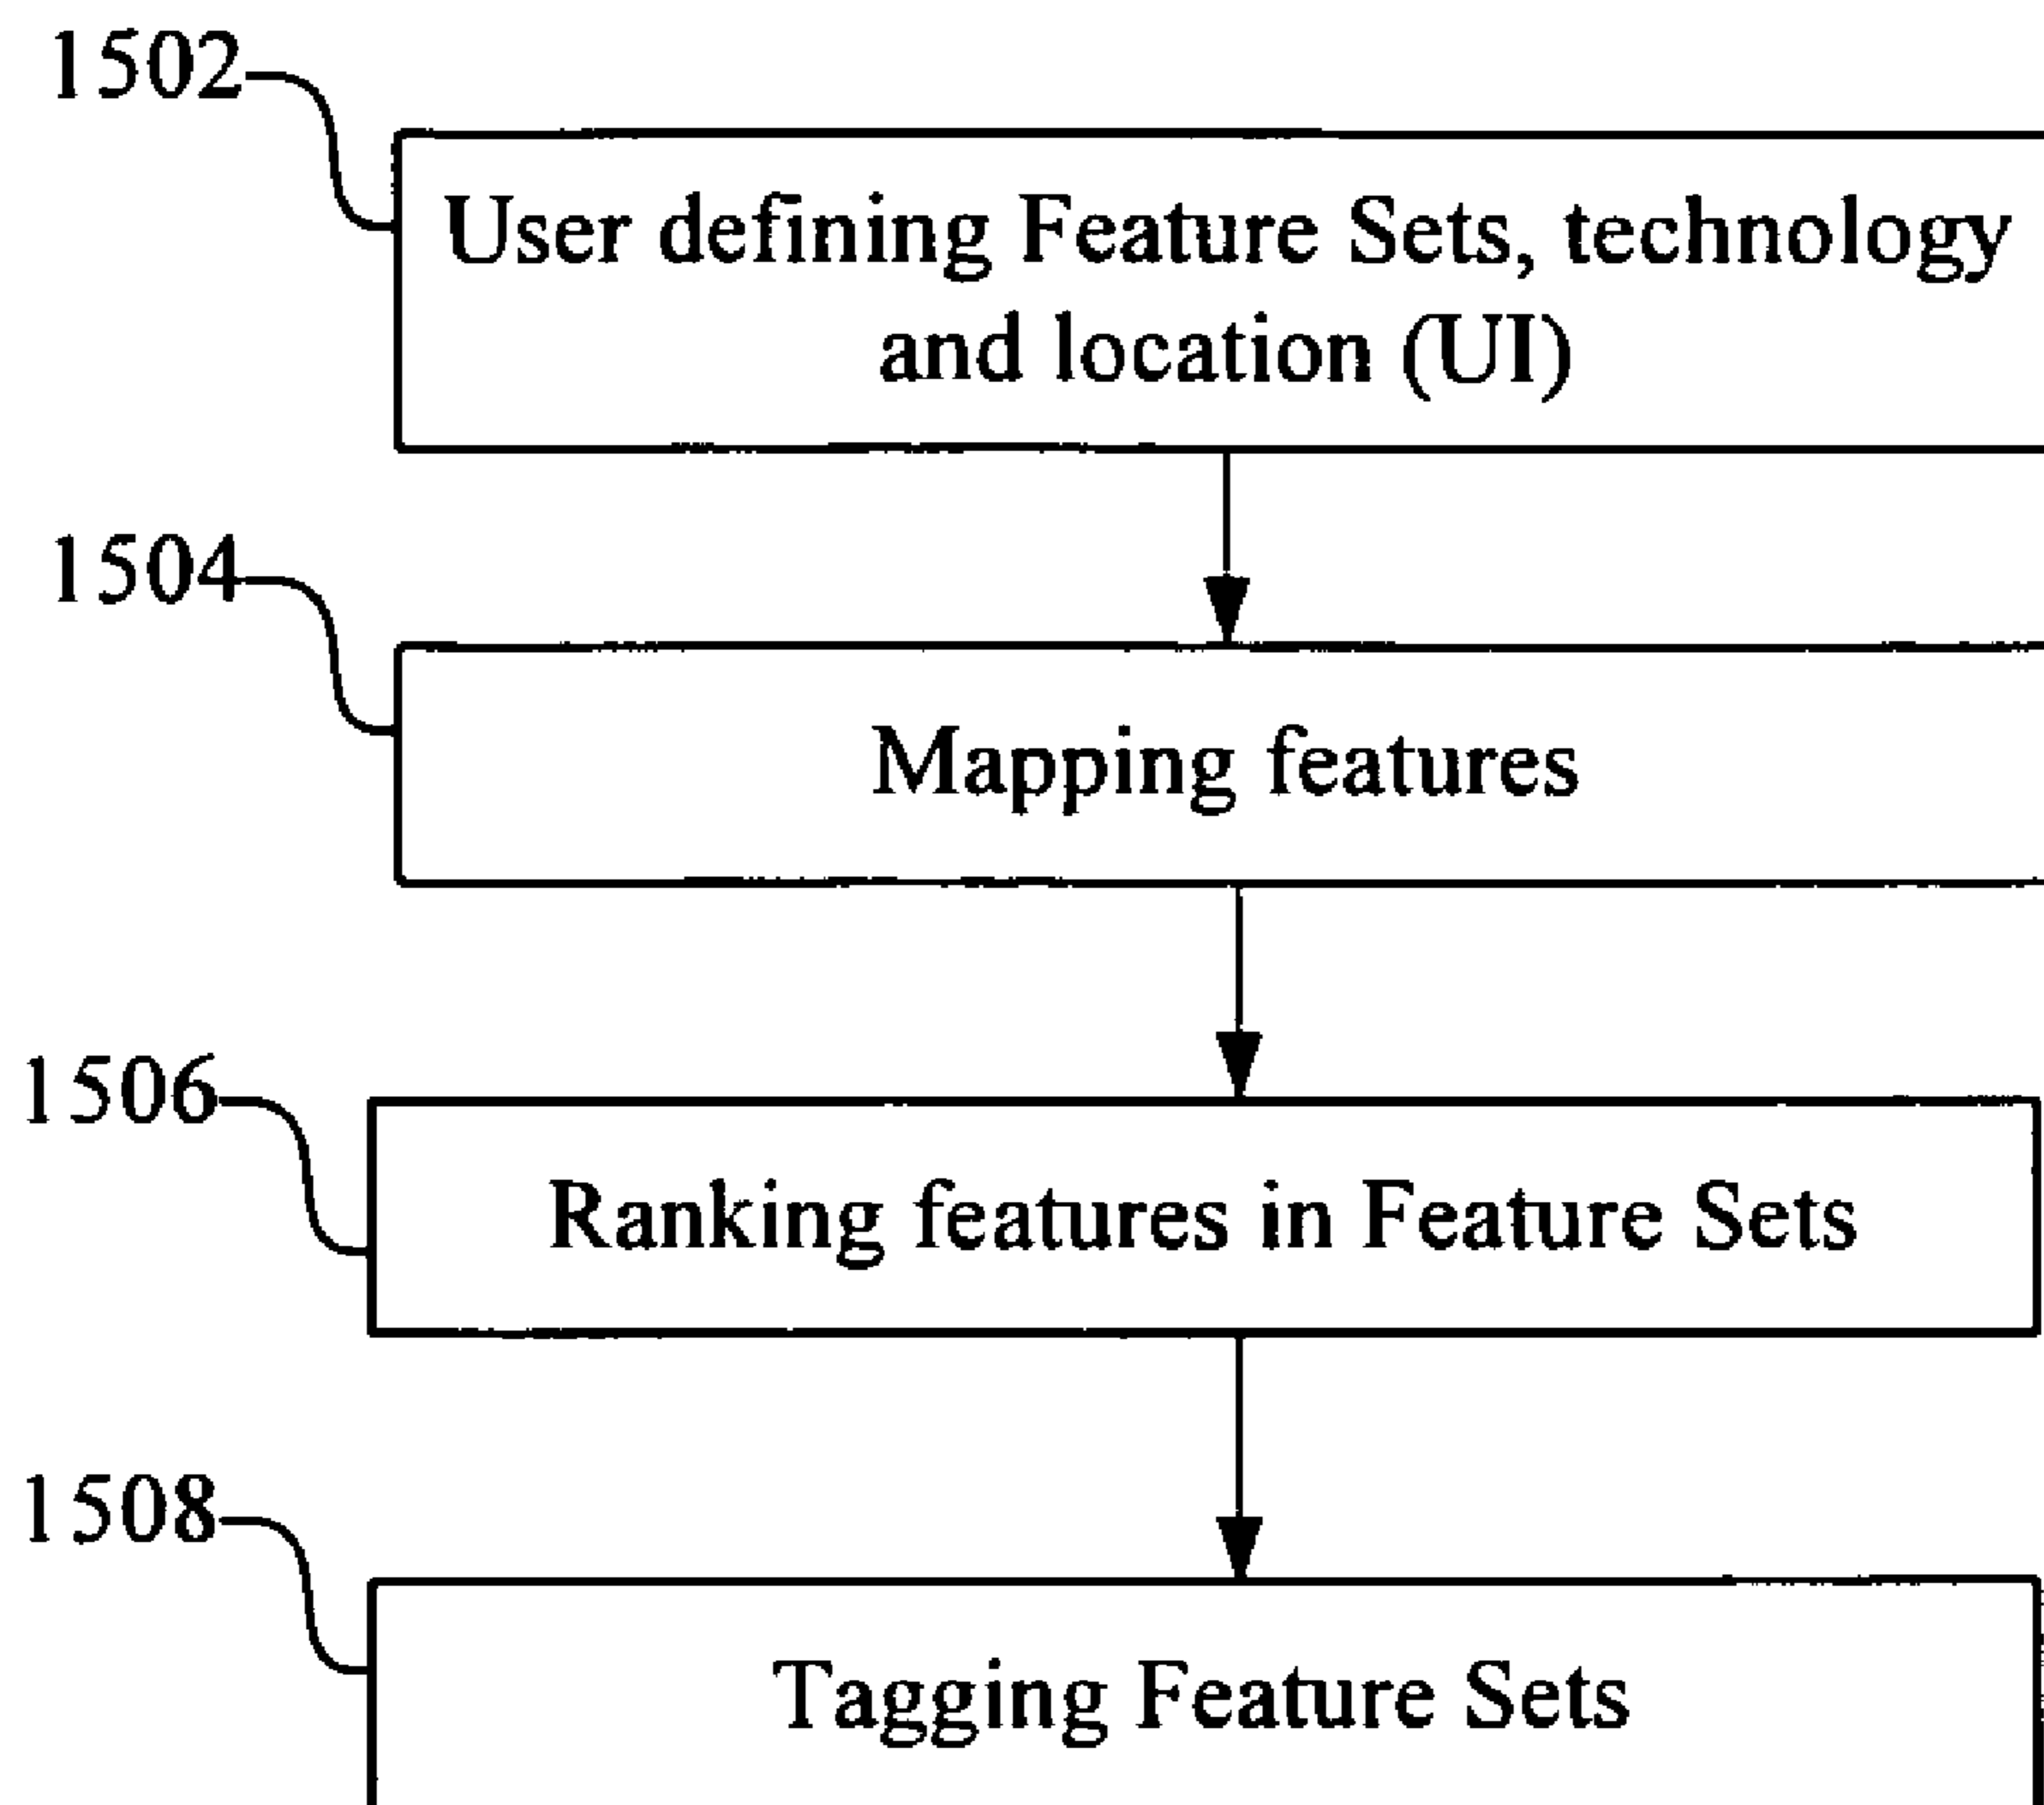 1502
User defining Feature Sets, technology
and location (UI)
1504
Mapping features
1506
Ranking features in Feature Sets
1508
Tagging Feature Sets